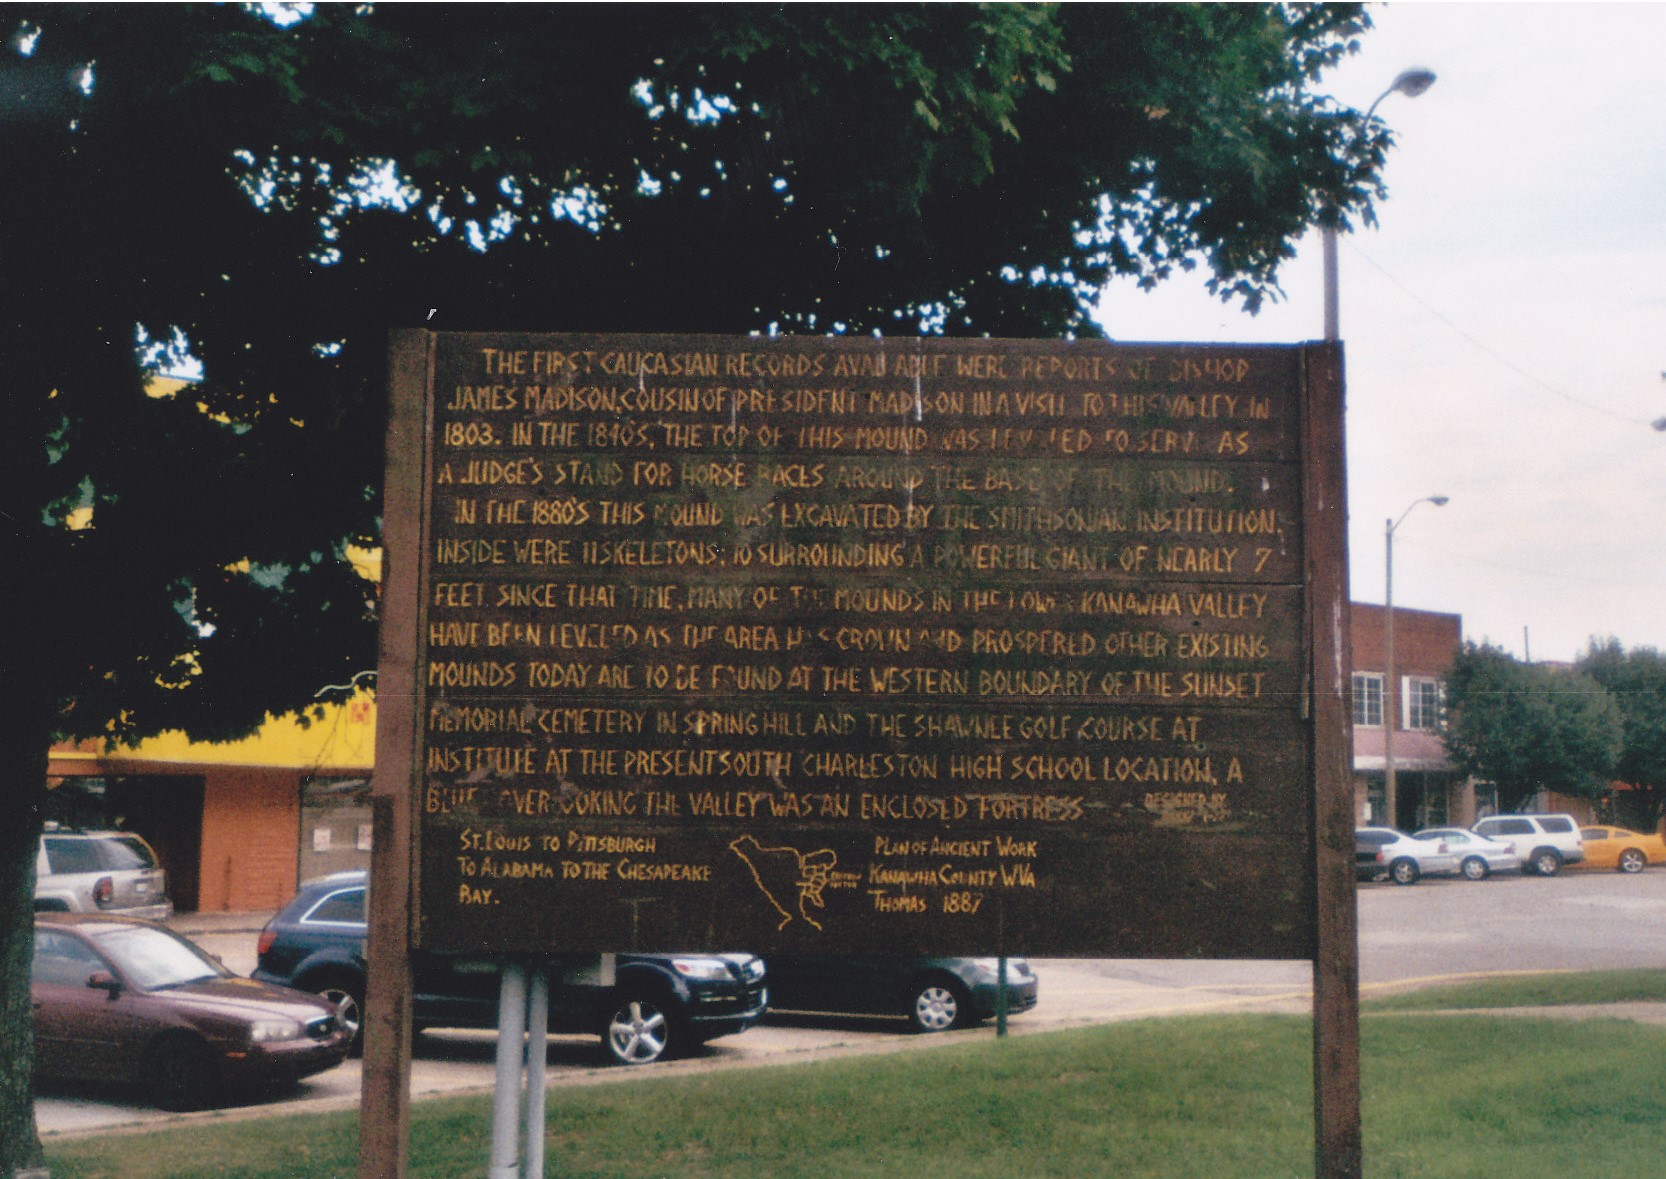 THE FIRST CAUCASIAN RECORDS AVAILABLE WERE REPORTS OF BISHOP
JAMES MADISON, COUSIN OF PRESIDENT MADISON IN A VISIT TO THIS VALLEY IN
1803. IN THE 1840'S, THE TOP OF THIS MOUND WAS LEVELED TO SERVE AS
A JUDGE'S STAND FOR HORSE RACES AROUND THE BASE OF THE MOUND.
IN THE 1880'S THIS MOUND WAS EXCAVATED BY THE SMITHSONIAN INSTITUTION,
INSIDE WERE 11 SKELETONS, 10 SURROUNDING A POWERFUL GIANT OF NEARLY 7
FEET SINCE THAT TIME, MANY OF THE MOUNDS IN THE LOWER KANAWHA VALLEY
HAVE BEEN LEVELED AS THE AREA HAS GROWN AND PROSPERED OTHER EXISTING
MOUNDS TODAY ARE TO BE FOUND AT THE WESTERN BOUNDARY OF THE SUNSET
MEMORIAL CEMETERY IN SPRING HILL AND THE SHAWNEE GOLF COURSE AT
INSTITUTE AT THE PRESENT SOUTH CHARLESTON HIGH SCHOOL LOCATION, A
BLUFF OVERLOOKING THE VALLEY WAS AN ENCLOSED FORTRESS
DESIGNED BY
ST. LOUIS TO PITTSBURGH
TO ALABAMA TO THE CHESAPEAKE
BAY.
PLAN OF ANCIENT WORK
KANAWHA COUNTY W.VA
THOMAS 1887